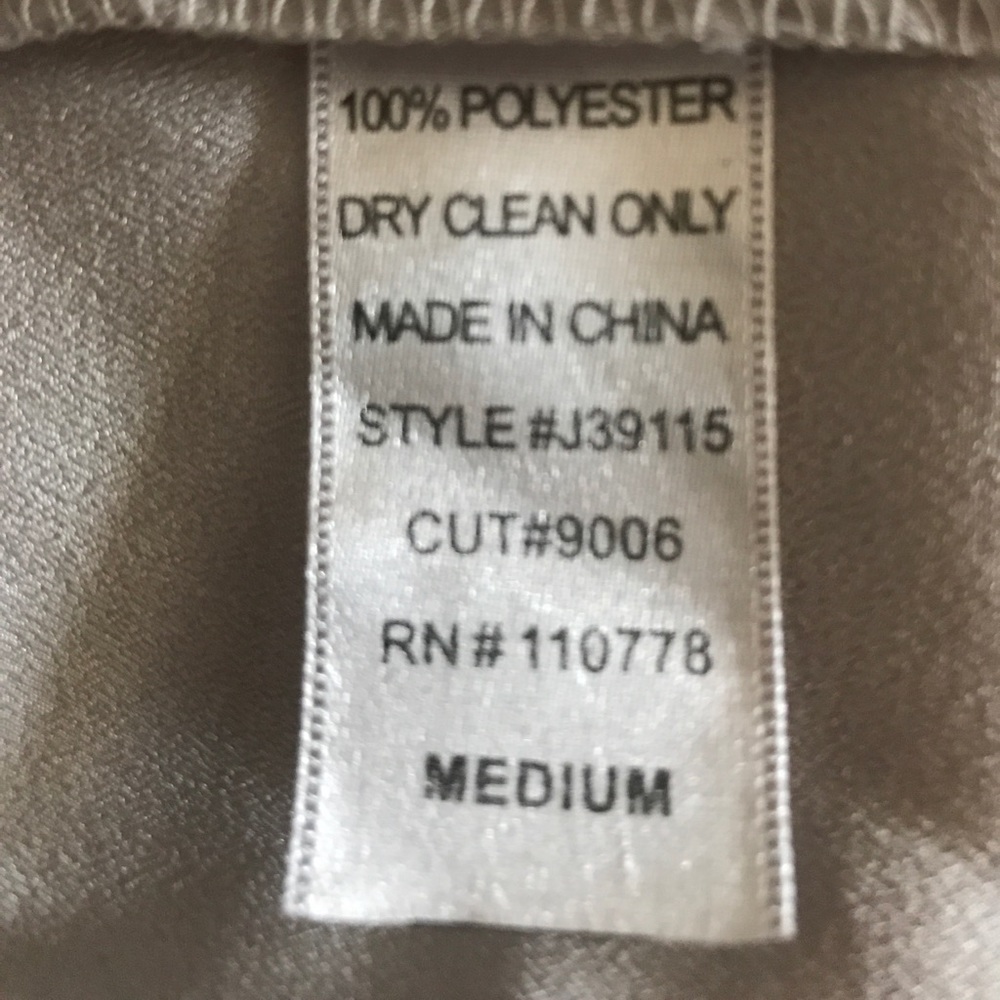 100% POLYESTER
DRY CLEAN ONLY
MADE IN CHINA
STYLE #J39115
CUT#9006
RN # 110778
MEDIUM